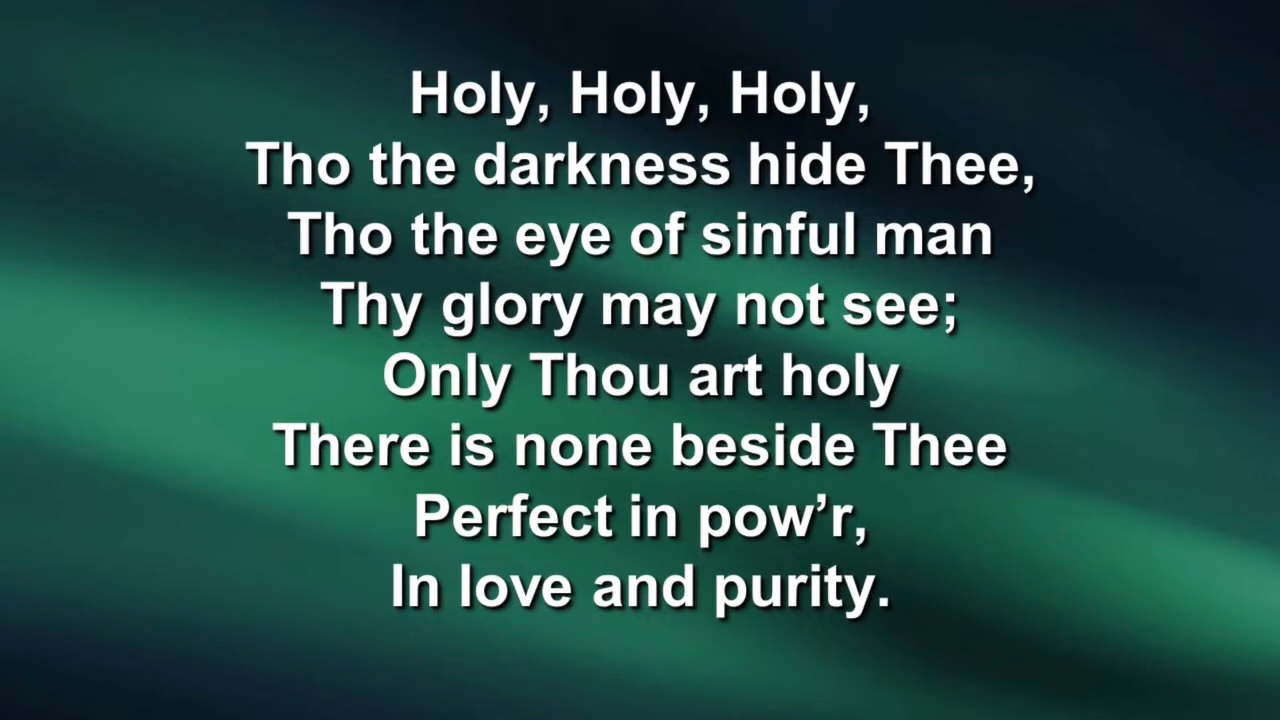 Holy, Holy, Holy,
Tho the darkness hide Thee,
Tho the eye of sinful man
Thy glory may not see;
Only Thou art holy
There is none beside Thee
Perfect in pow’r,
In love and purity.